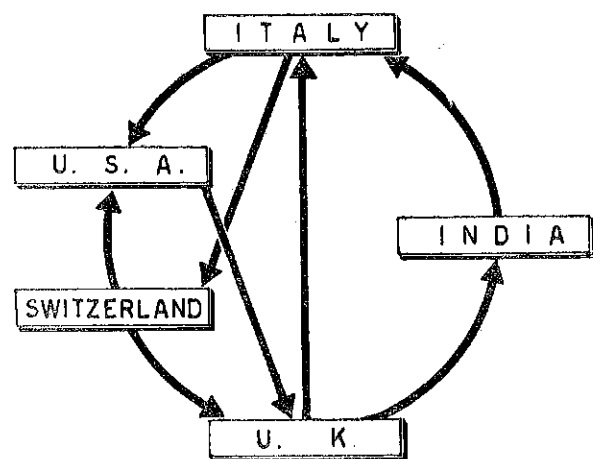 ITALY
U. S. A.
INDIA
SWITZERLAND
U. K.